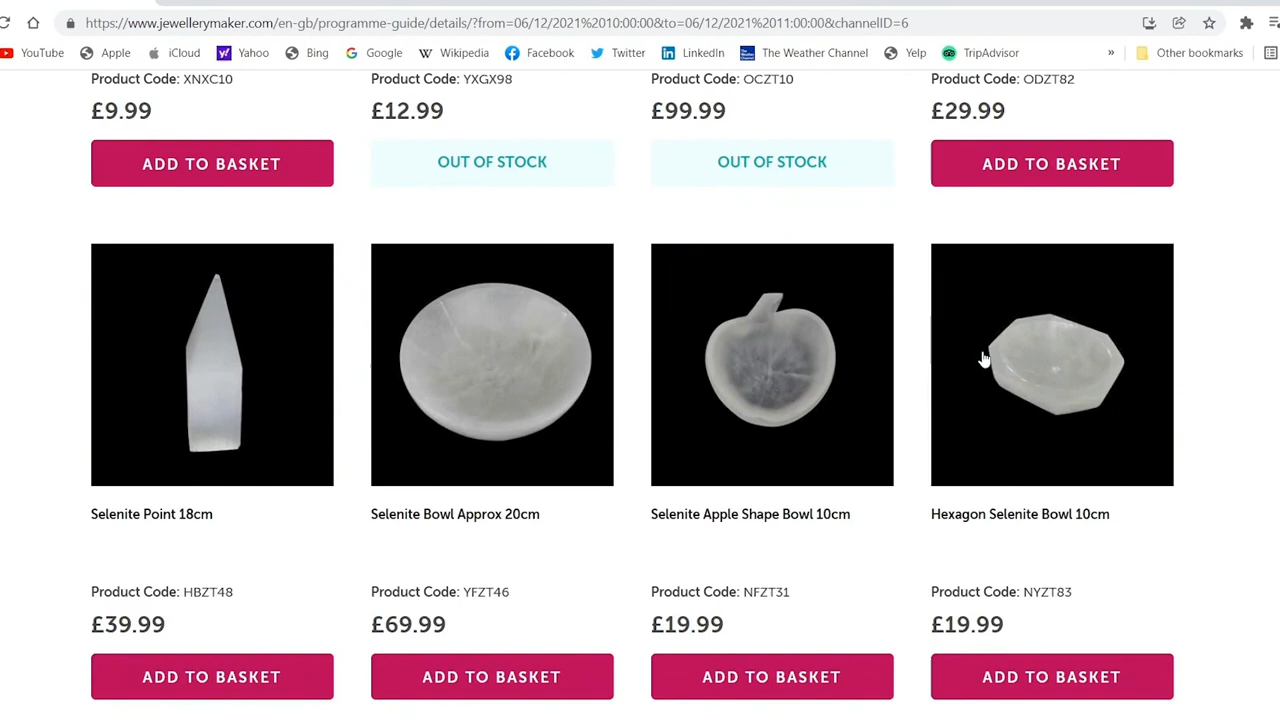 https://www.jewellerymaker.com/en-gb/programme-guide/details/?from=06/12/2021%2010:00:00&to=06/12/2021%2011:00:00&channelID=6
YouTube Apple iCloud Yahoo Bing Google Wikipedia Facebook Twitter LinkedIn The Weather Channel Yelp TripAdvisor » Other bookmarks
Product Code: XNXC10 Product Code: YXGX98 Product Code: OCZT10 Product Code: ODZT82
£9.99 £12.99 £99.99 £29.99
ADD TO BASKET OUT OF STOCK OUT OF STOCK ADD TO BASKET
Selenite Point 18cm Selenite Bowl Approx 20cm Selenite Apple Shape Bowl 10cm Hexagon Selenite Bowl 10cm
Product Code: HBZT48 Product Code: YFZT46 Product Code: NFZT31 Product Code: NYZT83
£39.99 £69.99 £19.99 £19.99
ADD TO BASKET ADD TO BASKET ADD TO BASKET ADD TO BASKET